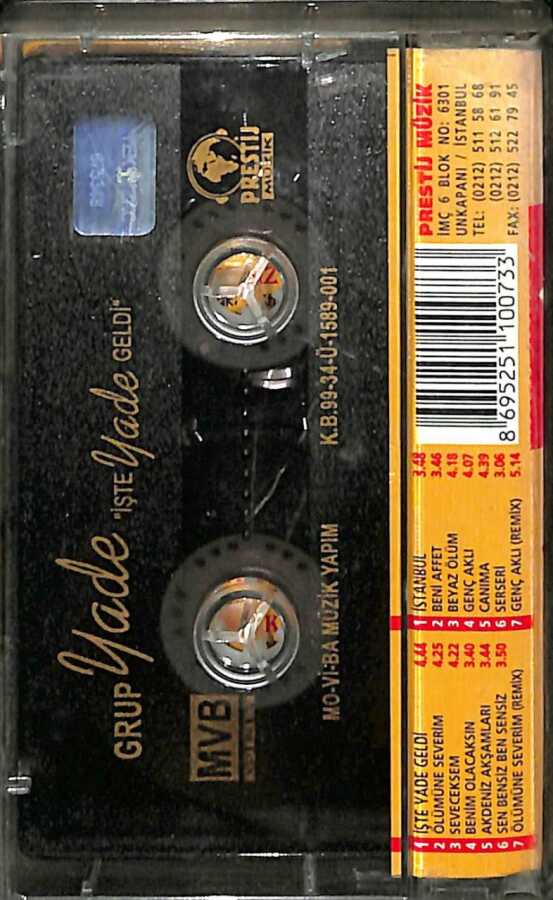 GRUP Yade "İŞTE Yade GELDİ"
MVB
PRESTİJ
MÜZİK
MO-Vİ-BA MÜZİK YAPIM
K.B.99-34-Ü-1589-001
1 İŞTE YADE GELDİ 4.44
2 ÖLÜMÜNE SEVERİM 4.25
3 SEVECEKSEM 4.22
4 BENİM OLACAKSIN 3.40
5 AKDENİZ AKŞAMLARI 3.44
6 SEN BENSİZ BEN SENSİZ 3.50
7 ÖLÜMÜNE SEVERİM (REMIX)
1 İSTANBUL 3.48
2 BENİ AFFET 3.46
3 BEYAZ ÖLÜM 4.18
4 GENÇ AKLI 4.07
5 CANIMA 4.39
6 SERSERİ 3.06
7 GENÇ AKLI (REMIX) 5.14
8 695251 100733
PRESTİJ MÜZİK
İMÇ 6 BLOK NO: 6301
UNKAPANI / İSTANBUL
TEL: (0212) 511 58 68
(0212) 512 61 91
FAX: (0212) 522 79 45